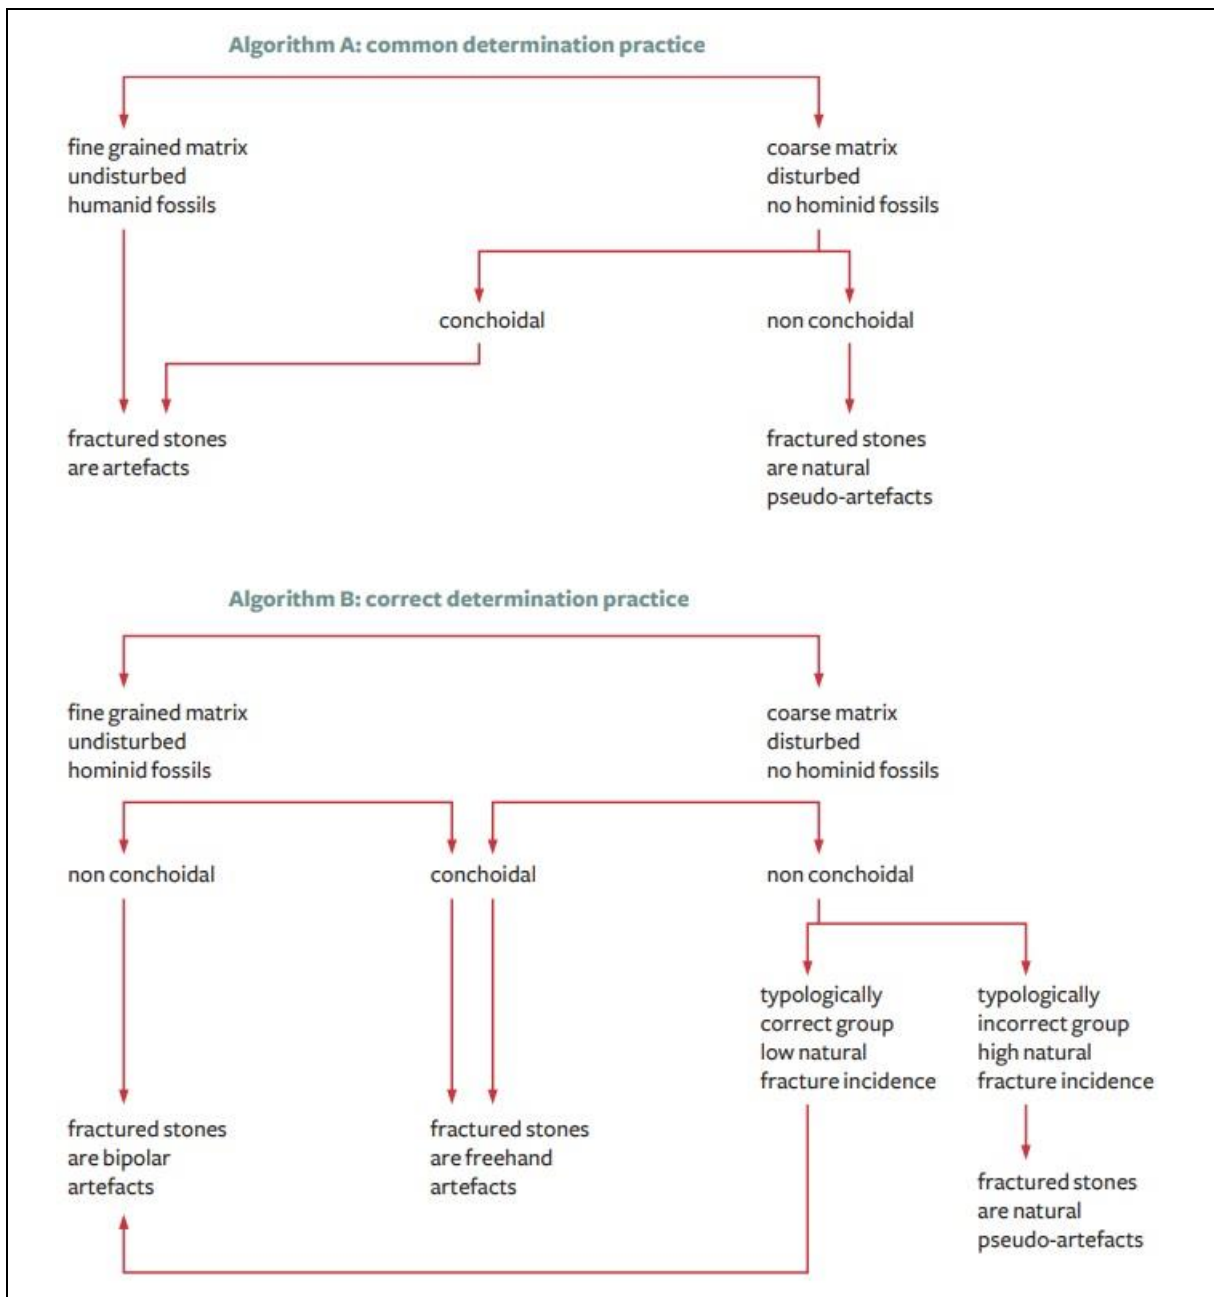 Algorithm A: common determination practice
fine grained matrix
undisturbed
humanid fossils
coarse matrix
disturbed
no hominid fossils
conchoidal
non conchoidal
fractured stones
are artefacts
fractured stones
are natural
pseudo-artefacts
Algorithm B: correct determination practice
fine grained matrix
undisturbed
hominid fossils
coarse matrix
disturbed
no hominid fossils
non conchoidal
conchoidal
non conchoidal
typologically
correct group
low natural
fracture incidence
typologically
incorrect group
high natural
fracture incidence
fractured stones
are bipolar
artefacts
fractured stones
are freehand
artefacts
fractured stones
are natural
pseudo-artefacts